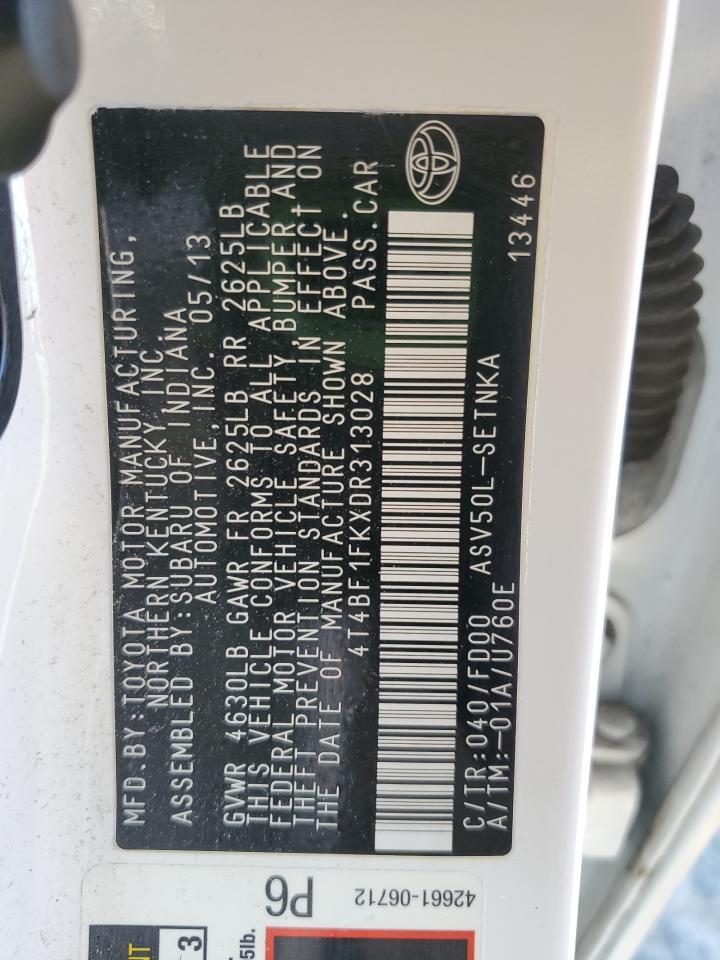 MFD.BY:TOYOTA MOTOR MANUFACTURING,
NORTHERN KENTUCKY INC.
ASSEMBLED BY:SUBARU OF INDIANA
AUTOMOTIVE,INC. 05/13
GVWR 4630LB GAWR FR 2625LB RR 2625LB
THIS VEHICLE CONFORMS TO ALL APPLICABLE
FEDERAL MOTOR VEHICLE SAFETY, BUMPER AND
THEFT PREVENTION STANDARDS IN EFFECT ON
THE DATE OF MANUFACTURE SHOWN ABOVE.
4T4BF1FKXDR313028 PASS.CAR
C/TR:040/FD00 ASV50L-SETNKA
A/TM:-01A/U760E 13446
P6
42661-06712
NT
3
5lb.